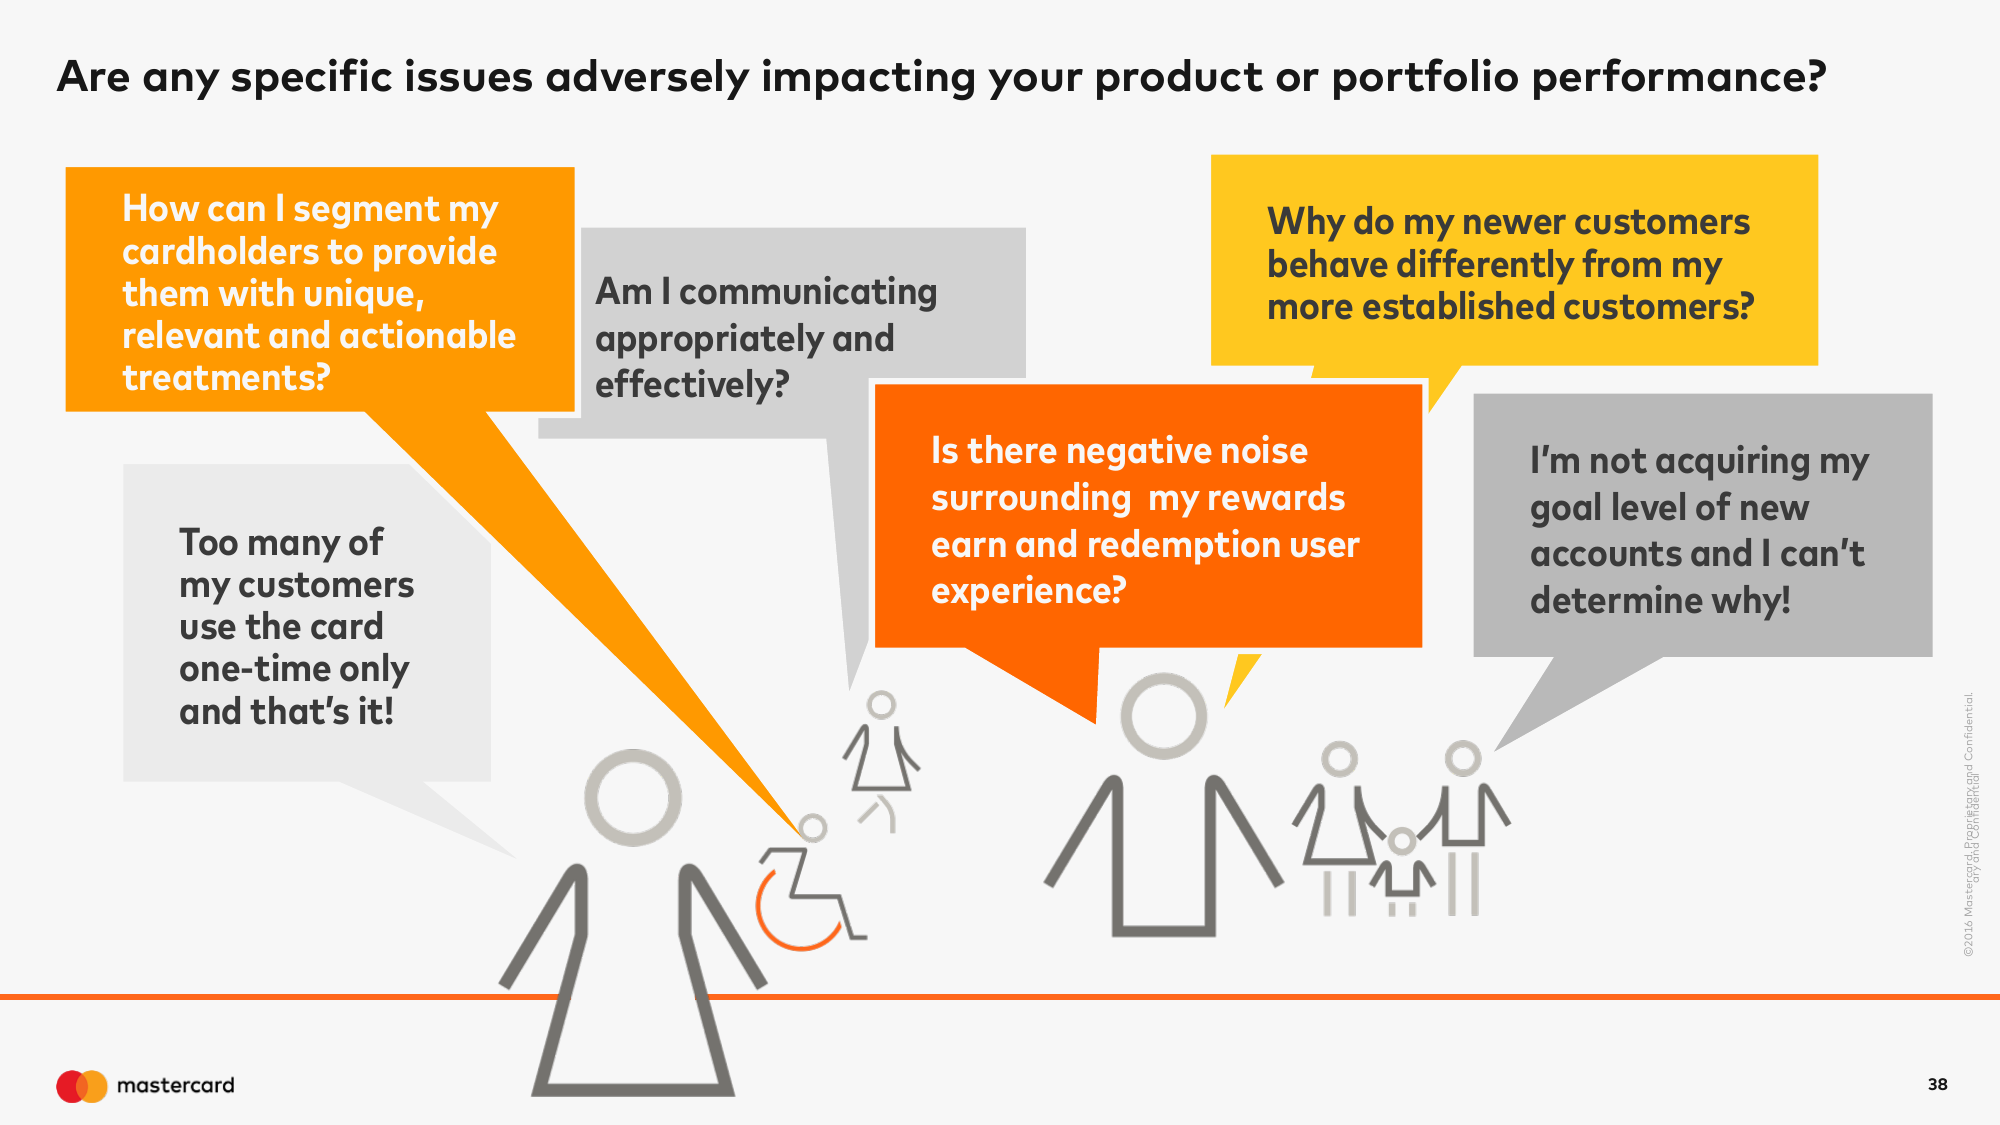 Are any specific issues adversely impacting your product or portfolio performance?
How can I segment my
cardholders to provide
them with unique,
relevant and actionable
treatments?
Am I communicating
appropriately and
effectively?
Why do my newer customers
behave differently from my
more established customers?
Too many of
my customers
use the card
one-time only
and that's it!
Is there negative noise
surrounding  my rewards
earn and redemption user
experience?
I'm not acquiring my
goal level of new
accounts and I can't
determine why!
©2016 Mastercard. Proprietary and Confidential.
ary and Confidential
mastercard
38